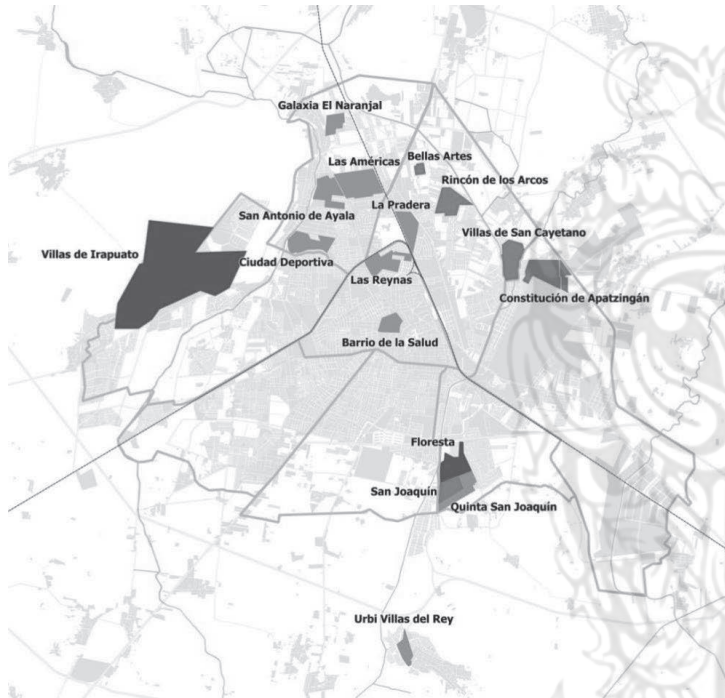 Galaxia El Naranjal
Las Américas
Bellas Artes
Rincón de los Arcos
San Antonio de Ayala
La Pradera
Villas de Irapuato
Ciudad Deportiva
Villas de San Cayetano
Las Reynas
Constitución de Apatzingán
Barrio de la Salud
Floresta
San Joaquín
Quinta San Joaquín
Urbi Villas del Rey